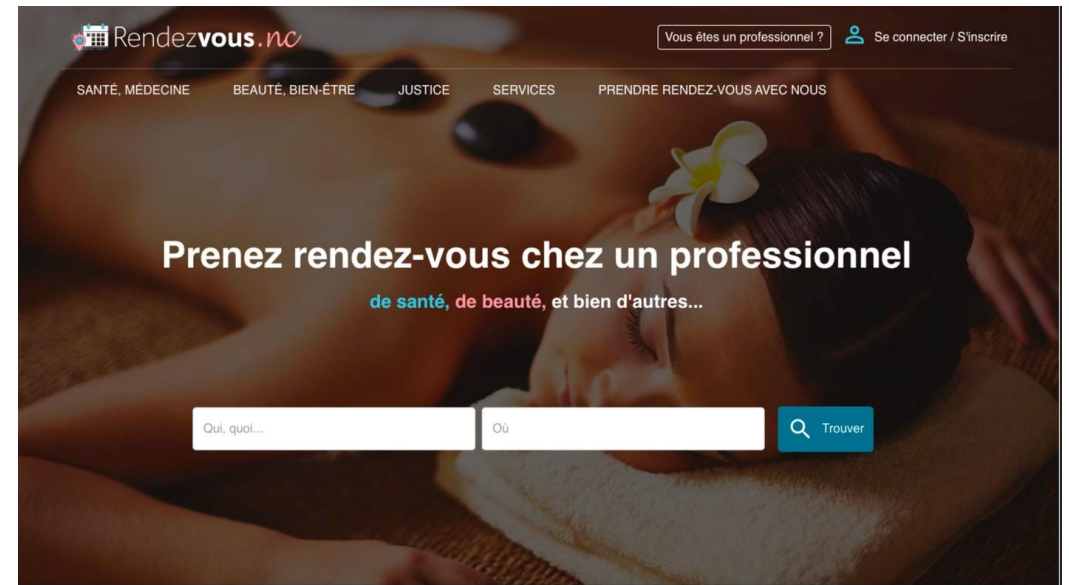 Rendezvous.nc
Vous êtes un professionnel ?
Se connecter / S'inscrire
SANTÉ, MÉDECINE
BEAUTÉ, BIEN-ÊTRE
JUSTICE
SERVICES
PRENDRE RENDEZ-VOUS AVEC NOUS
Prenez rendez-vous chez un professionnel
de santé, de beauté, et bien d'autres...
Qui, quoi...
Où
Trouver